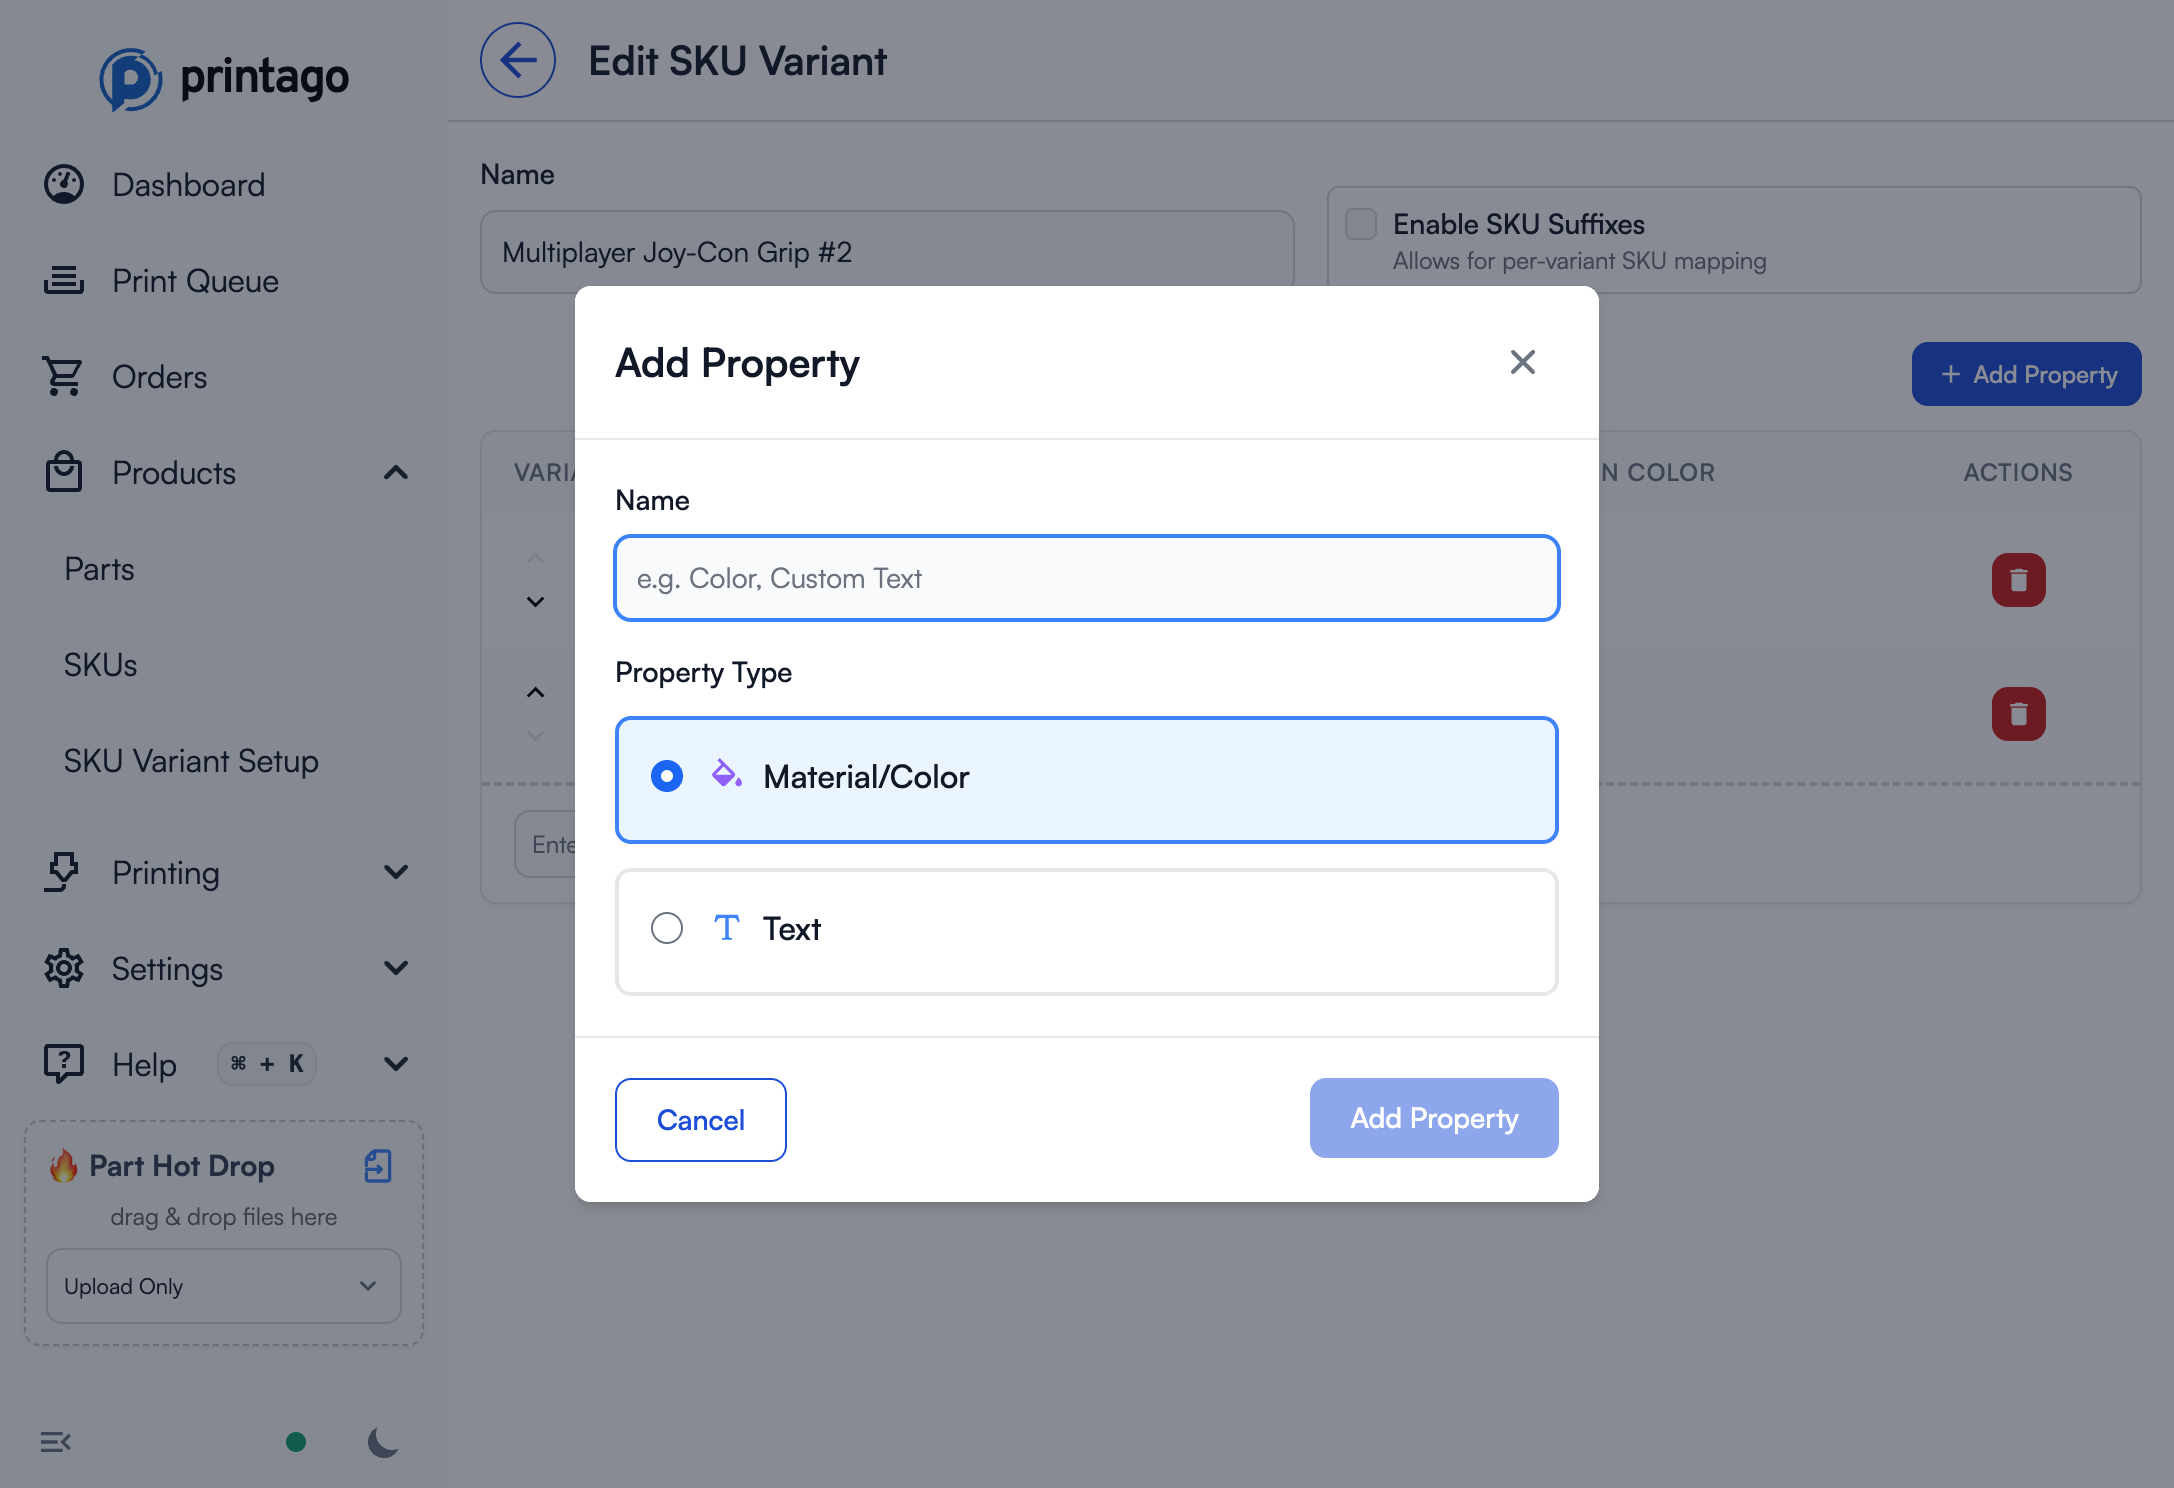 printago
Dashboard
Print Queue
Orders
Products
Parts
SKUs
SKU Variant Setup
Printing
Settings
Help ⌘ + K
🔥 Part Hot Drop
drag & drop files here
Upload Only
Edit SKU Variant
Name
Multiplayer Joy-Con Grip #2
Enable SKU Suffixes
Allows for per-variant SKU mapping
+ Add Property
N COLOR
ACTIONS
Add Property
Name
e.g. Color, Custom Text
Property Type
Material/Color
Text
Cancel
Add Property